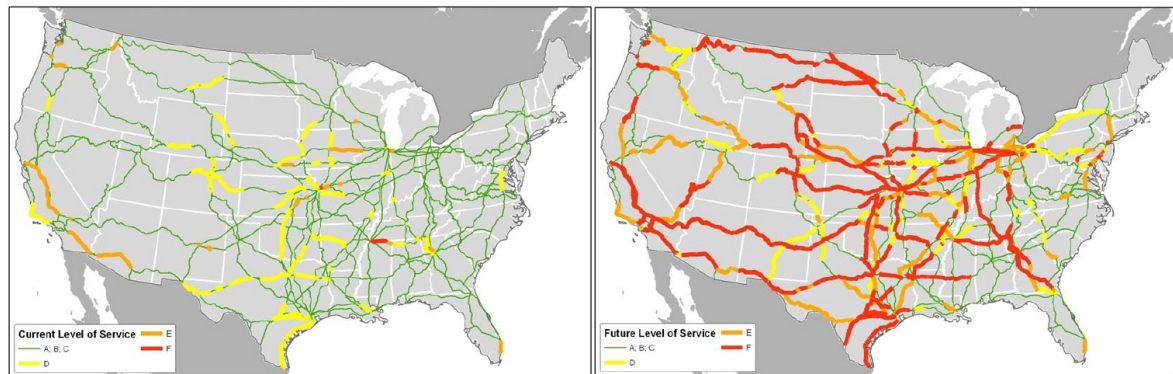 Current Level of Service
A; B; C
D
E
F
Future Level of Service
A; B; C
D
E
F